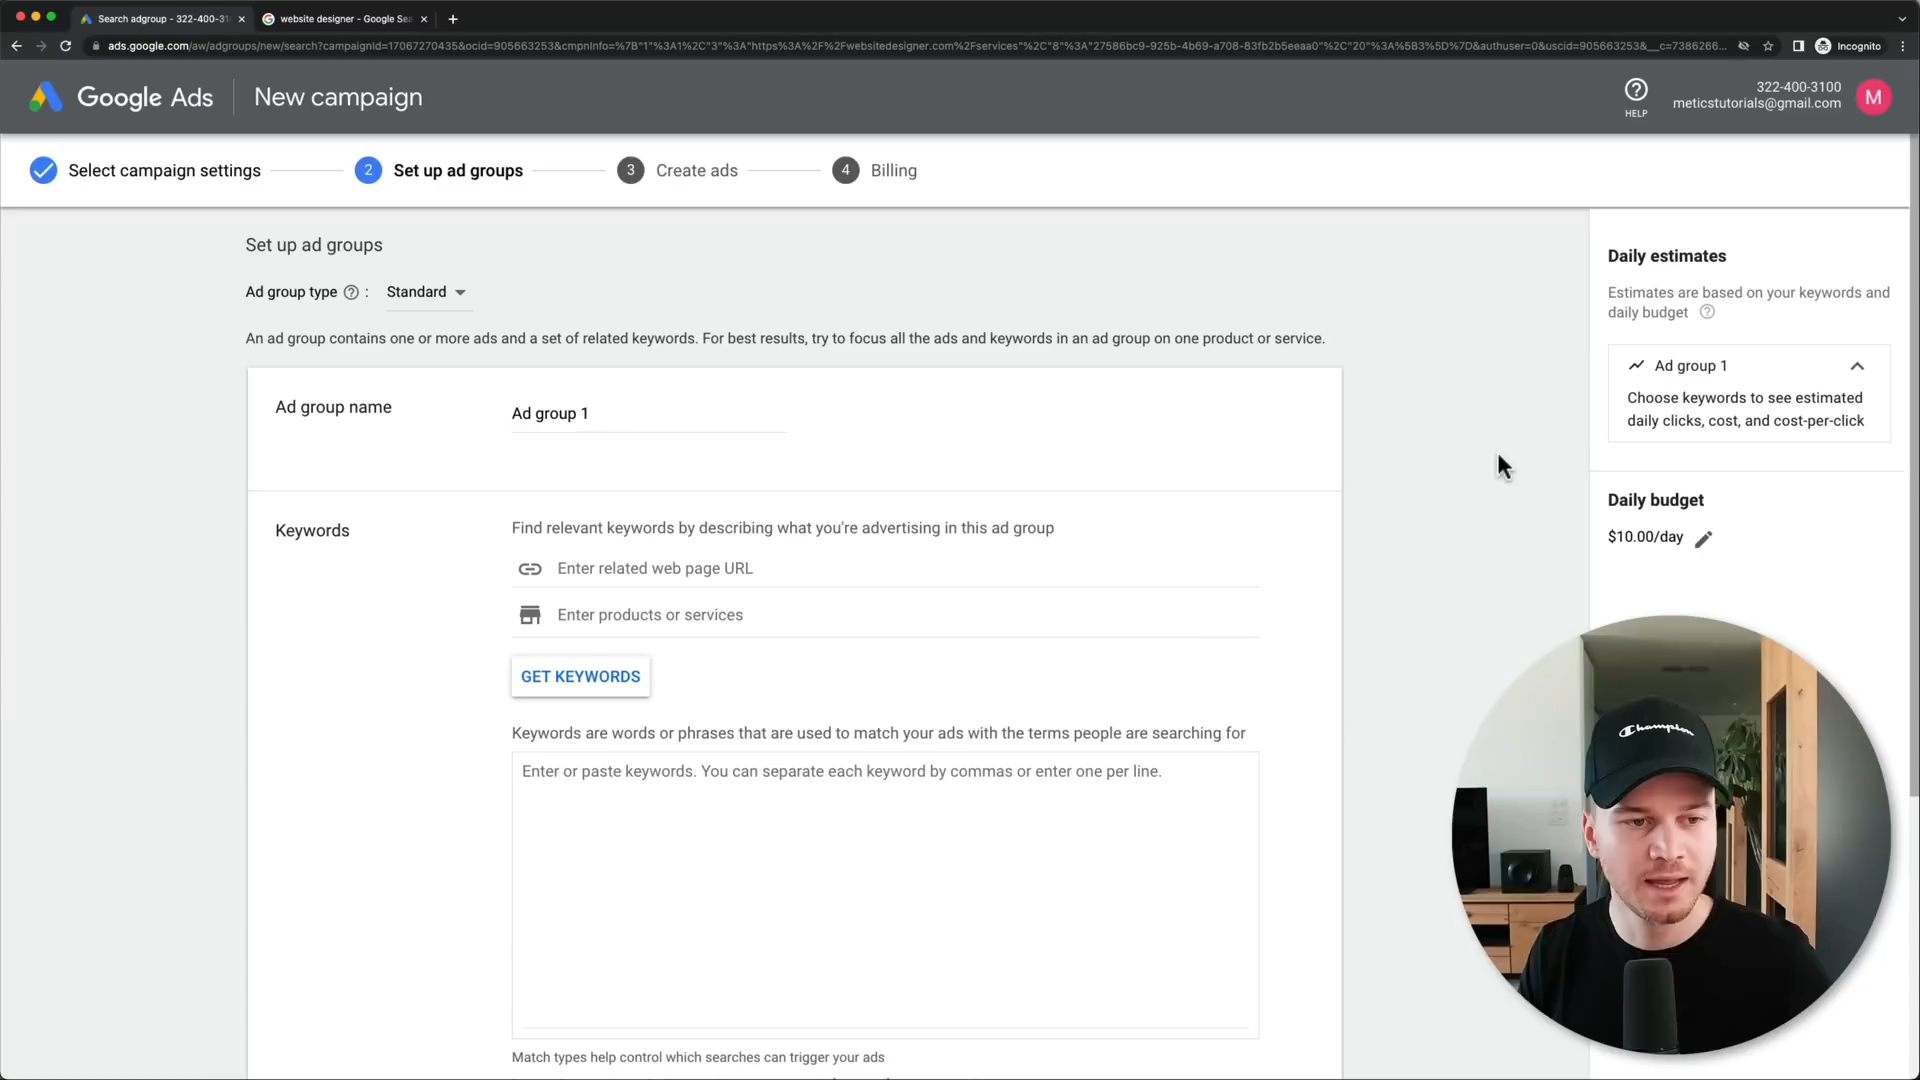 Search adgroup - 322-400-31
website designer - Google Sea
ads.google.com/aw/adgroups/new/search?campaignId=17067270435&ocid=905663253&cmpnInfo=%7B"1"%3A1%2C"3"%3A"https%3A%2F%2Fwebsitedesigner.com%2Fservices"%2C"8"%3A"27586bc9-925b-4b69-a708-83fb2b5eeaa0"%2C"20"%3A%5B3%5D%7D&authuser=0&uscid=905663253&__c=7386266...
Incognito
Google Ads
New campaign
HELP
322-400-3100
meticstutorials@gmail.com
M
Select campaign settings
2 Set up ad groups
3 Create ads
4 Billing
Set up ad groups
Ad group type ? : Standard
An ad group contains one or more ads and a set of related keywords. For best results, try to focus all the ads and keywords in an ad group on one product or service.
Ad group name
Ad group 1
Keywords
Find relevant keywords by describing what you're advertising in this ad group
Enter related web page URL
Enter products or services
GET KEYWORDS
Keywords are words or phrases that are used to match your ads with the terms people are searching for
Enter or paste keywords. You can separate each keyword by commas or enter one per line.
Match types help control which searches can trigger your ads
Daily estimates
Estimates are based on your keywords and
daily budget ?
Ad group 1
Choose keywords to see estimated
daily clicks, cost, and cost-per-click
Daily budget
$10.00/day
Champion